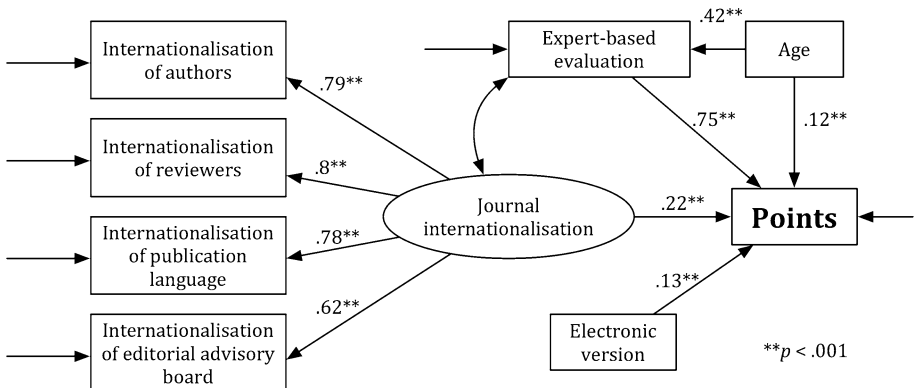 Internationalisation
of authors
.79**
Internationalisation
of reviewers
.8**
Internationalisation
of publication
language
.78**
Internationalisation
of editorial advisory
board
.62**
Journal
internationalisation
Expert-based
evaluation
.42**
Age
.75**
.12**
.22**
Points
.13**
Electronic
version
**p < .001